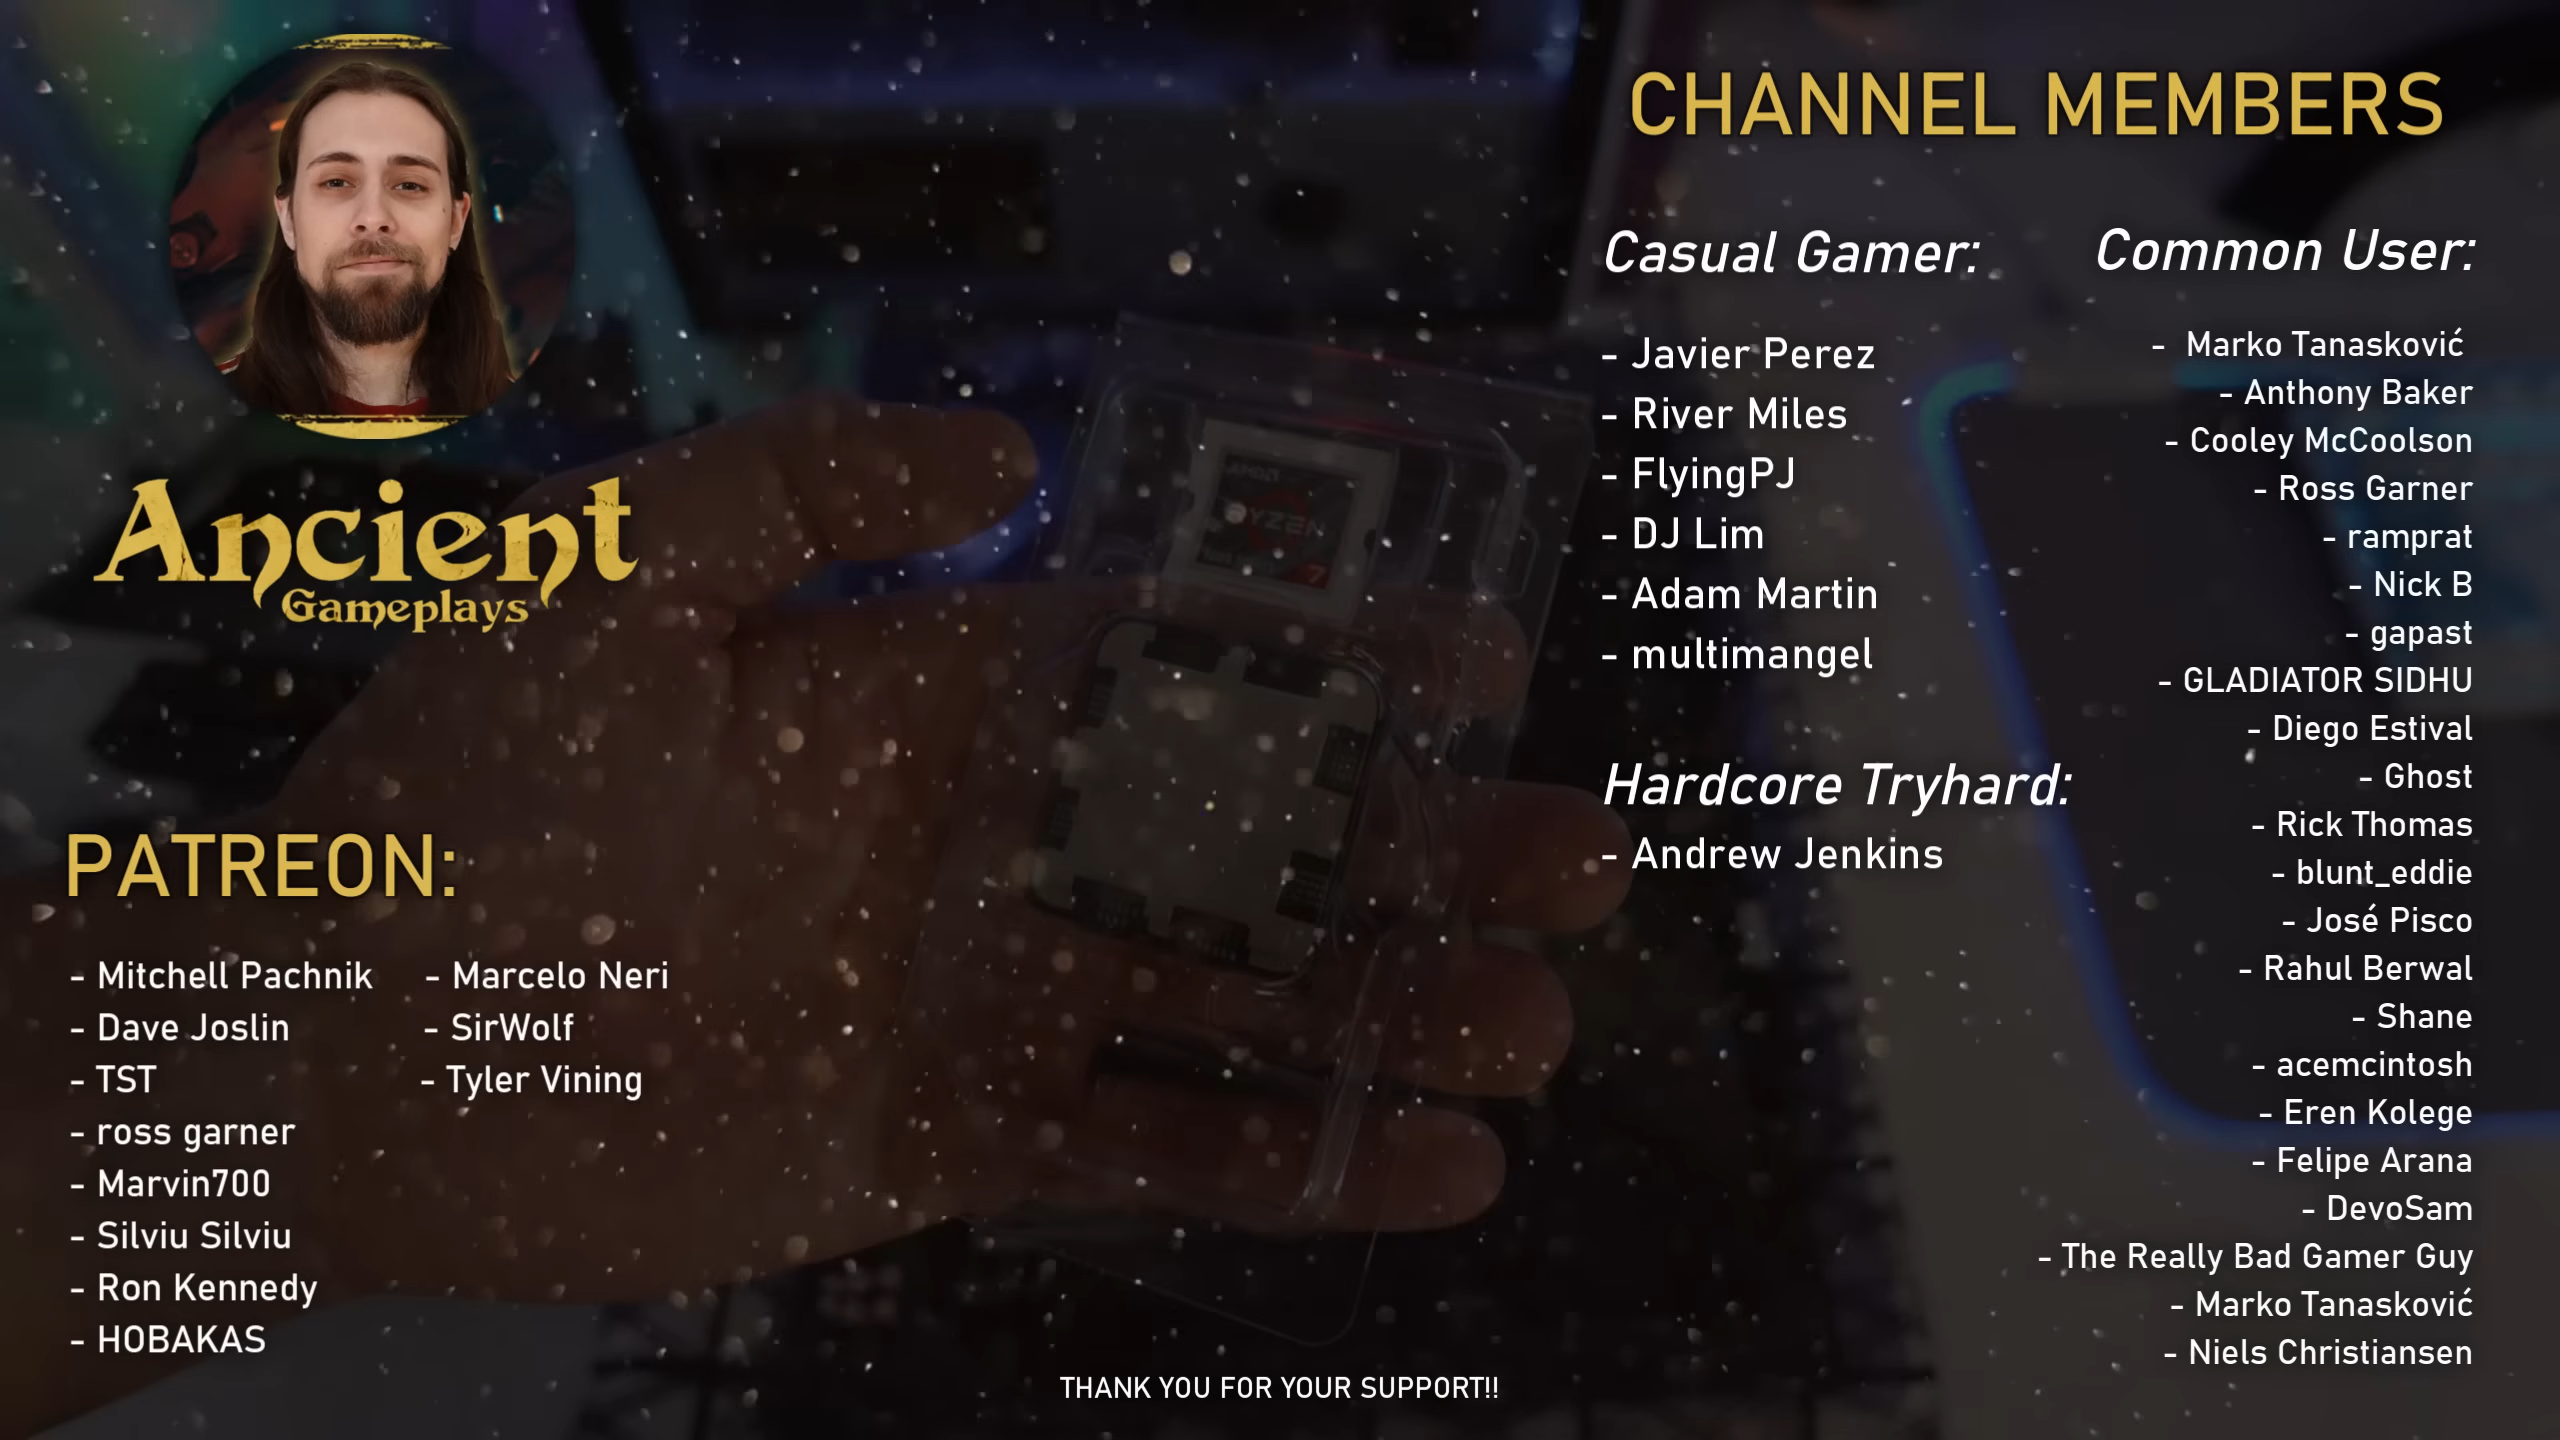 Ancient
Gameplays
PATREON:
- Mitchell Pachnik
- Dave Joslin
- TST
- ross garner
- Marvin700
- Silviu Silviu
- Ron Kennedy
- HOBAKAS
- Marcelo Neri
- SirWolf
- Tyler Vining
AMD
RYZEN
7
CHANNEL MEMBERS
Casual Gamer:
- Javier Perez
- River Miles
- FlyingPJ
- DJ Lim
- Adam Martin
- multimangel
Hardcore Tryhard:
- Andrew Jenkins
Common User:
- Marko Tanasković
- Anthony Baker
- Cooley McCoolson
- Ross Garner
- ramprat
- Nick B
- gapast
- GLADIATOR SIDHU
- Diego Estival
- Ghost
- Rick Thomas
- blunt_eddie
- José Pisco
- Rahul Berwal
- Shane
- acemcintosh
- Eren Kolege
- Felipe Arana
- DevoSam
- The Really Bad Gamer Guy
- Marko Tanasković
- Niels Christiansen
THANK YOU FOR YOUR SUPPORT!!